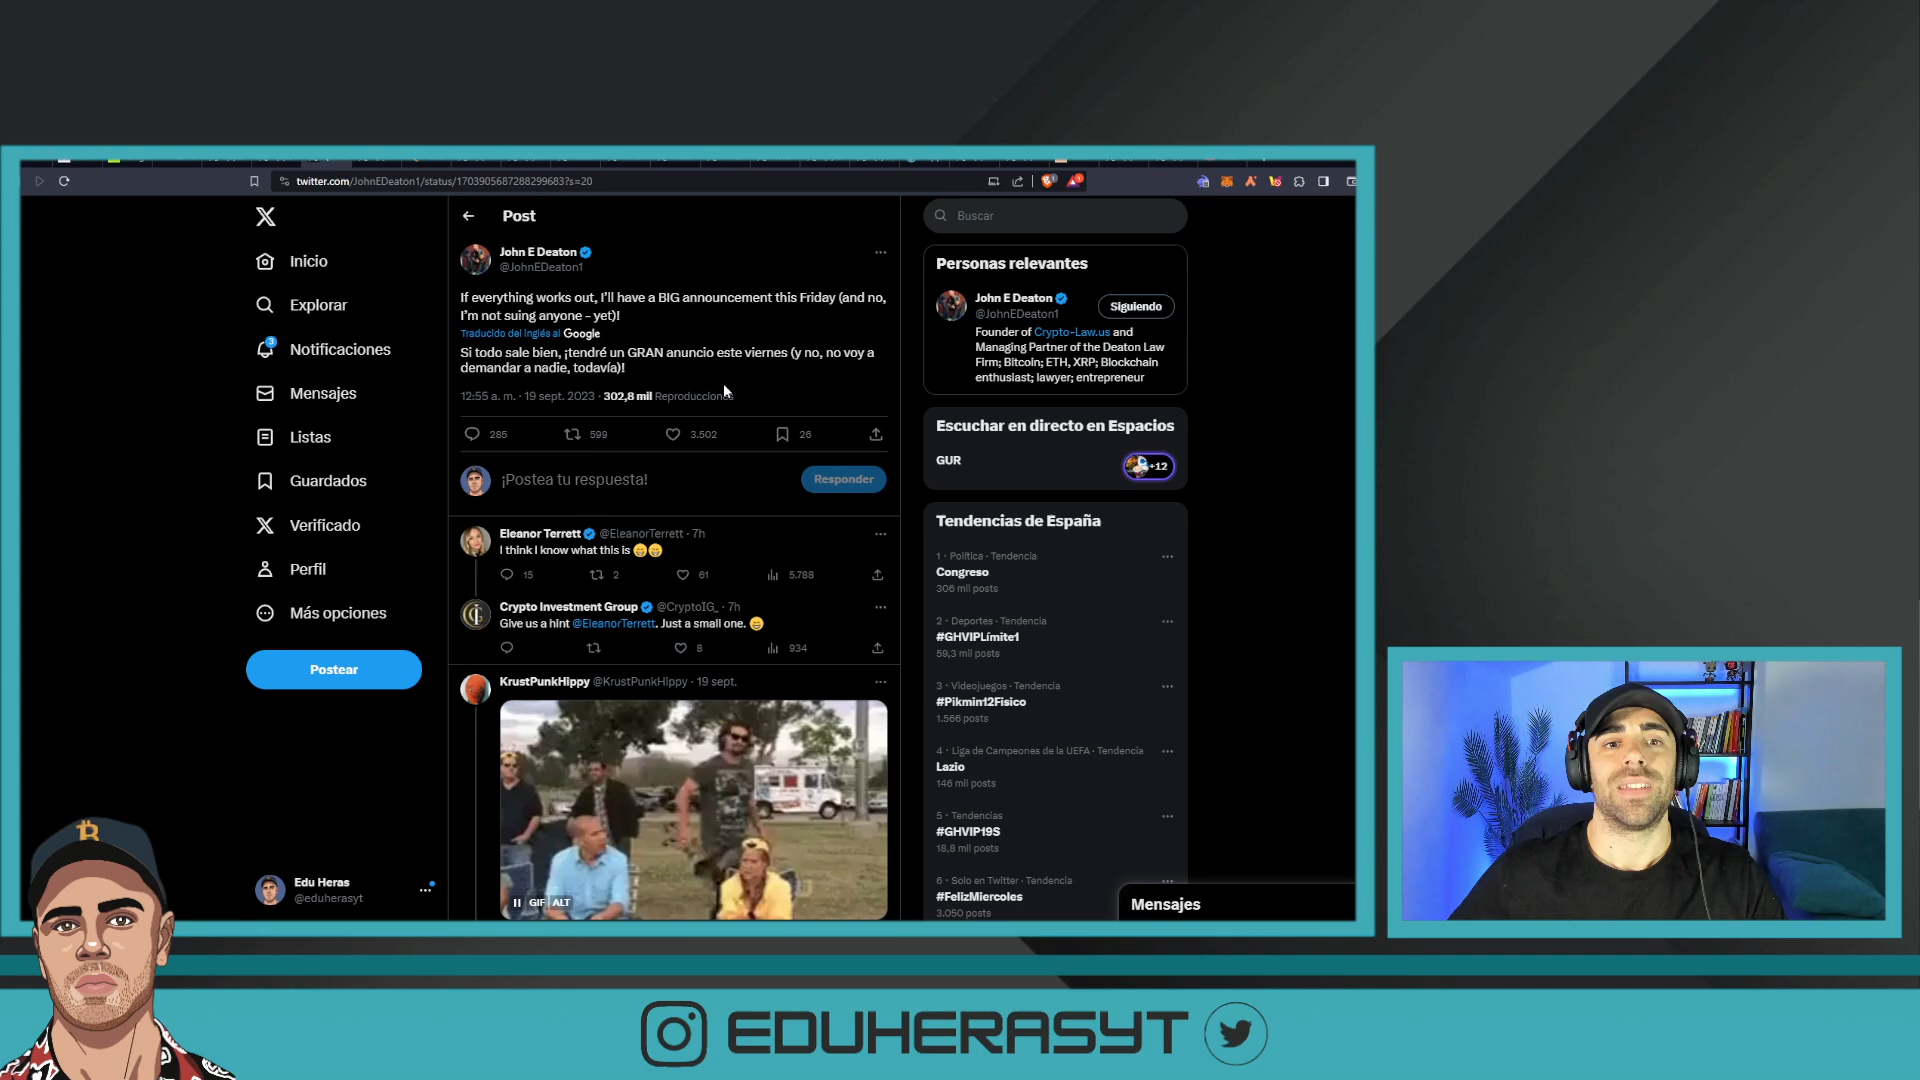 twitter.com/JohnEDeaton1/status/1703905687288299683?s=20
Post
Buscar
Inicio
Explorar
3
Notificaciones
Mensajes
Listas
Guardados
Verificado
Perfil
Más opciones
Postear
Edu Heras
@eduherasyt
John E Deaton
@JohnEDeaton1
If everything works out, I'll have a BIG announcement this Friday (and no,
I'm not suing anyone - yet)!
Traducido del inglés al Google
Si todo sale bien, ¡tendré un GRAN anuncio este viernes (y no, no voy a
demandar a nadie, todavía)!
12:55 a. m. · 19 sept. 2023 · 302,8 mil Reproducciones
285 599 3.502 26
¡Postea tu respuesta!
Responder
Eleanor Terrett @EleanorTerrett · 7h
I think I know what this is 😁😁
15 2 61 5.788
Crypto Investment Group @CryptoIG_ · 7h
Give us a hint @EleanorTerrett. Just a small one. 😁
8 934
KrustPunkHippy @KrustPunkHippy · 19 sept.
GIF ALT
Personas relevantes
John E Deaton
@JohnEDeaton1
Siguiendo
Founder of Crypto-Law.us and
Managing Partner of the Deaton Law
Firm; Bitcoin; ETH, XRP; Blockchain
enthusiast; lawyer; entrepreneur
Escuchar en directo en Espacios
GUR
+12
Tendencias de España
1 · Política · Tendencia
Congreso
306 mil posts
2 · Deportes · Tendencia
#GHVIPLímite1
59,3 mil posts
3 · Videojuegos · Tendencia
#Pikmin12Fisico
1.566 posts
4 · Liga de Campeones de la UEFA · Tendencia
Lazio
146 mil posts
5 · Tendencias
#GHVIP19S
18,8 mil posts
6 · Solo en Twitter · Tendencia
#FelizMiercoles
3.050 posts
Mensajes
EDUHERASYT